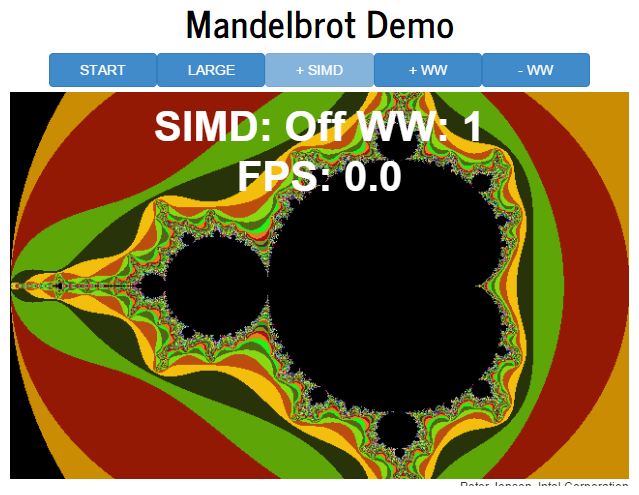 Mandelbrot Demo
START LARGE + SIMD + WW - WW
SIMD: Off WW: 1
FPS: 0.0
Peter Jensen, Intel Corporation